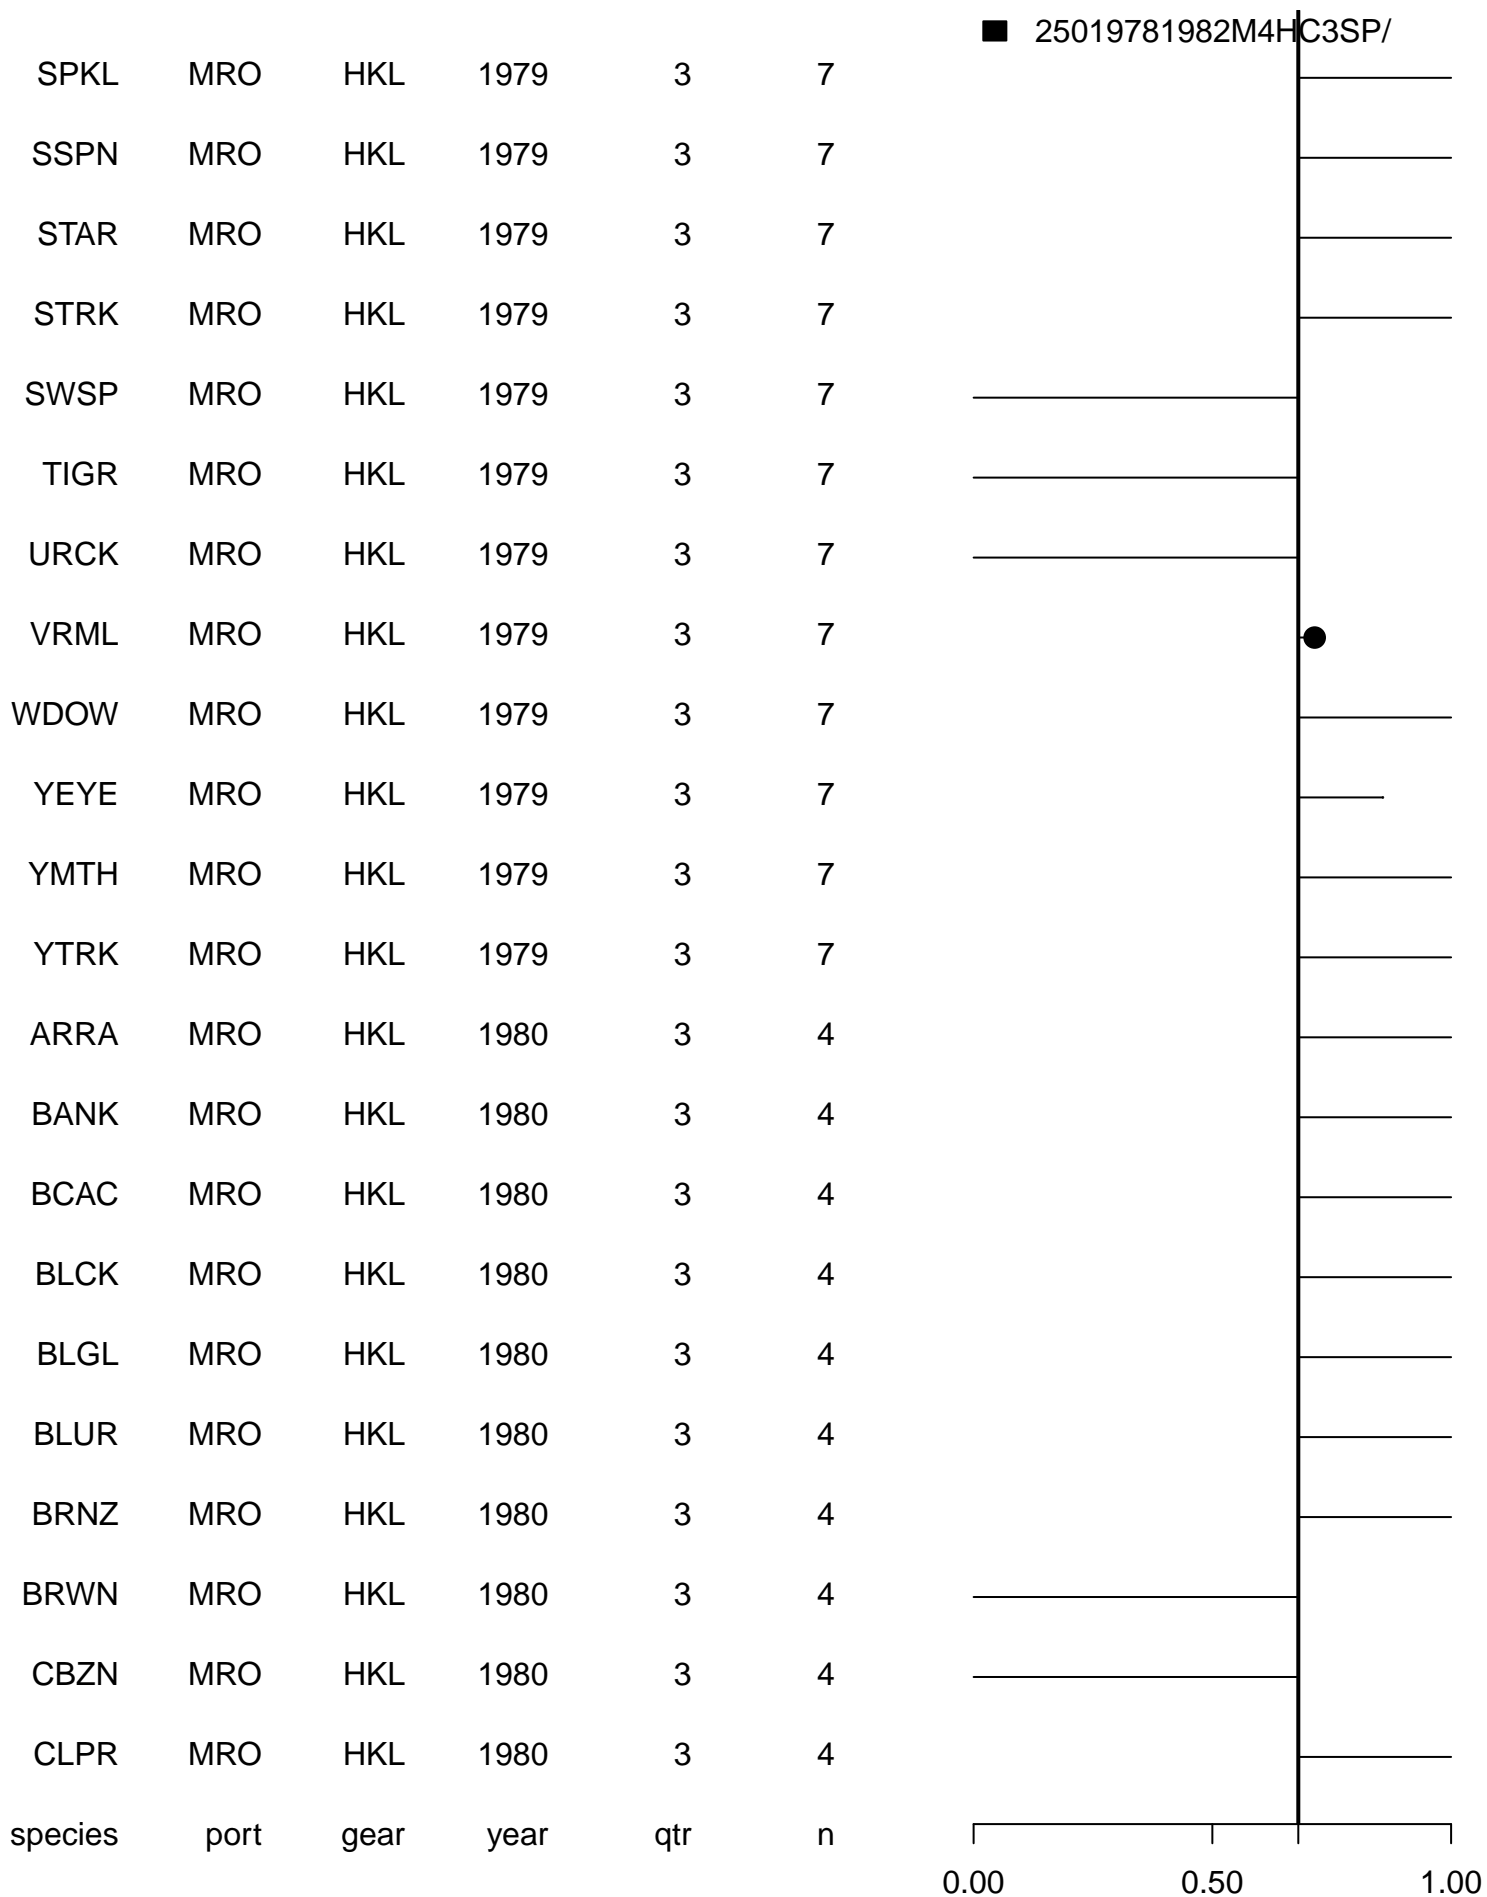 25019781982M4HC3SP/
SPKL MRO HKL 1979 3 7
SSPN MRO HKL 1979 3 7
STAR MRO HKL 1979 3 7
STRK MRO HKL 1979 3 7
SWSP MRO HKL 1979 3 7
TIGR MRO HKL 1979 3 7
URCK MRO HKL 1979 3 7
VRML MRO HKL 1979 3 7
WDOW MRO HKL 1979 3 7
YEYE MRO HKL 1979 3 7
YMTH MRO HKL 1979 3 7
YTRK MRO HKL 1979 3 7
ARRA MRO HKL 1980 3 4
BANK MRO HKL 1980 3 4
BCAC MRO HKL 1980 3 4
BLCK MRO HKL 1980 3 4
BLGL MRO HKL 1980 3 4
BLUR MRO HKL 1980 3 4
BRNZ MRO HKL 1980 3 4
BRWN MRO HKL 1980 3 4
CBZN MRO HKL 1980 3 4
CLPR MRO HKL 1980 3 4
species port gear year qtr n
0.00 0.50 1.00